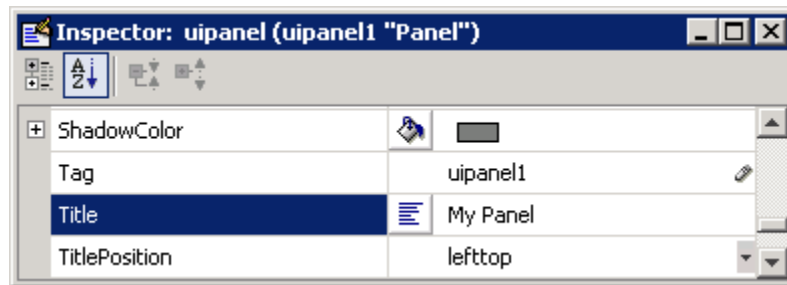 Inspector: uipanel (uipanel1 "Panel")
A
Z
ShadowColor
Tag uipanel1
Title My Panel
TitlePosition lefttop